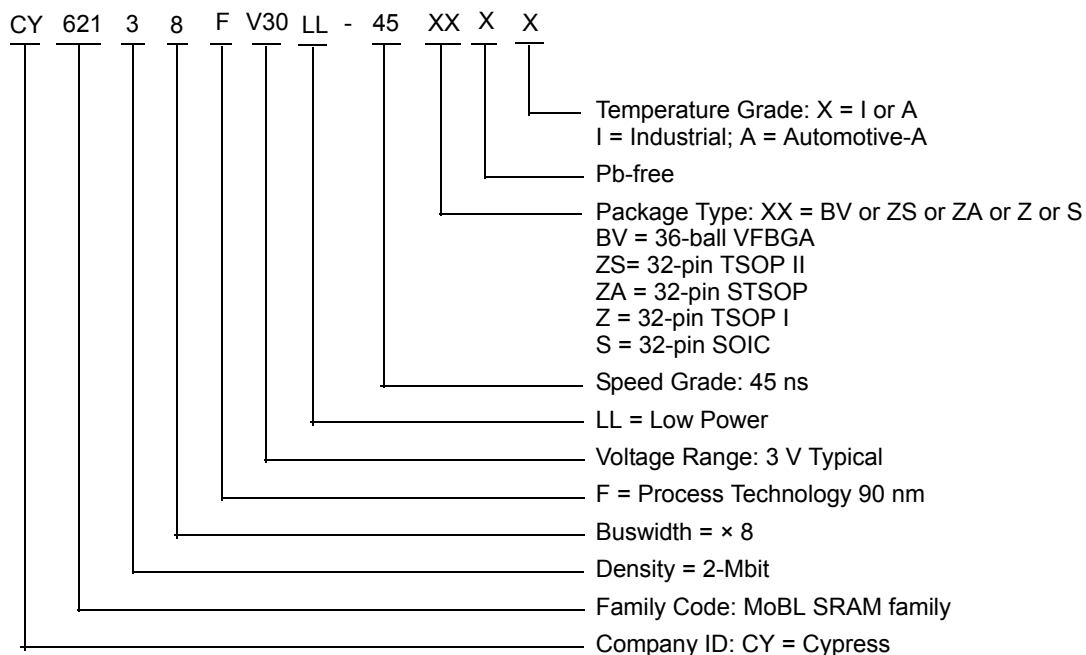 CY 621 3 8 F V30 LL - 45 XX X X
Temperature Grade: X = I or A
I = Industrial; A = Automotive-A
Pb-free
Package Type: XX = BV or ZS or ZA or Z or S
BV = 36-ball VFBGA
ZS= 32-pin TSOP II
ZA = 32-pin STSOP
Z = 32-pin TSOP I
S = 32-pin SOIC
Speed Grade: 45 ns
LL = Low Power
Voltage Range: 3 V Typical
F = Process Technology 90 nm
Buswidth = × 8
Density = 2-Mbit
Family Code: MoBL SRAM family
Company ID: CY = Cypress